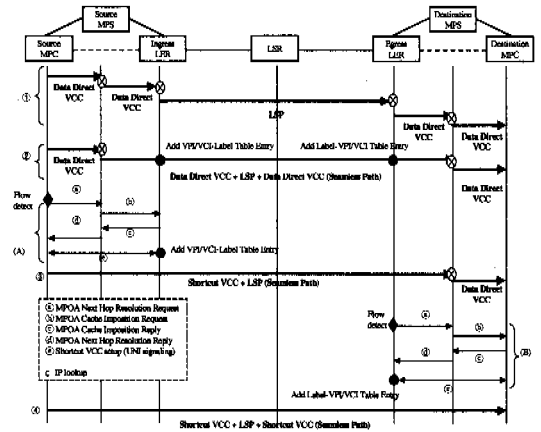 Source
MPS
Destination
MPS
Source
MPC
Ingress
LER
LSR
Egress
LER
Destination
MPC
①
Data Direct
VCC
Data Direct
VCC
LSP
Data Direct
VCC
Data Direct
VCC
②
Data Direct
VCC
Add VPI/VCI-Label Table Entry
Add Label-VPI/VCI Table Entry
Data Direct VCC + LSP + Data Direct VCC (Seamless Path)
Data Direct
VCC
Flow
detect
ⓐ
ⓑ
ⓒ
ⓓ
(A)
ⓔ
Add VPI/VCI-Label Table Entry
③
Shortcut VCC + LSP (Seamless Path)
Data Direct
VCC
ⓐ MPOA Next Hop Resolution Request
ⓑ MPOA Cache Imposition Request
ⓒ MPOA Cache Imposition Reply
ⓓ MPOA Next Hop Resolution Reply
ⓔ Shortcut VCC setup (UNI signaling)
IP lookup
Flow
detect
ⓐ
ⓑ
ⓒ
ⓓ
(B)
ⓔ
Add Label-VPI/VCI Table Entry
④
Shortcut VCC + LSP + Shortcut VCC (Seamless Path)